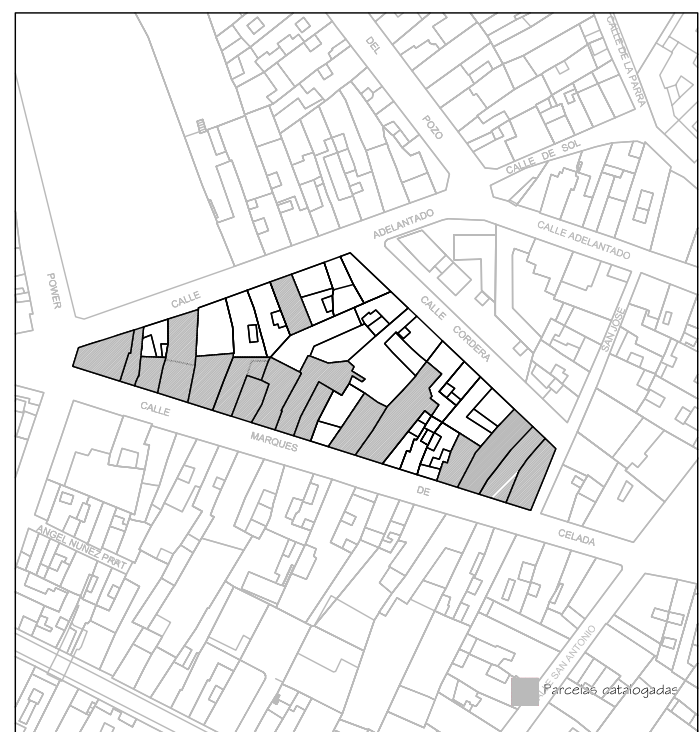 CALLE DE LA PARRA
DEL
POZO
CALLE DE SOL
ADELANTADO
CALLE ADELANTADO
POWER
CALLE
CALLE CORDERA
SAN JOSE
CALLE
MARQUES
DE
CELADA
ANGEL NUÑEZ PRAT
SAN ANTONIO
Parcelas catalogadas